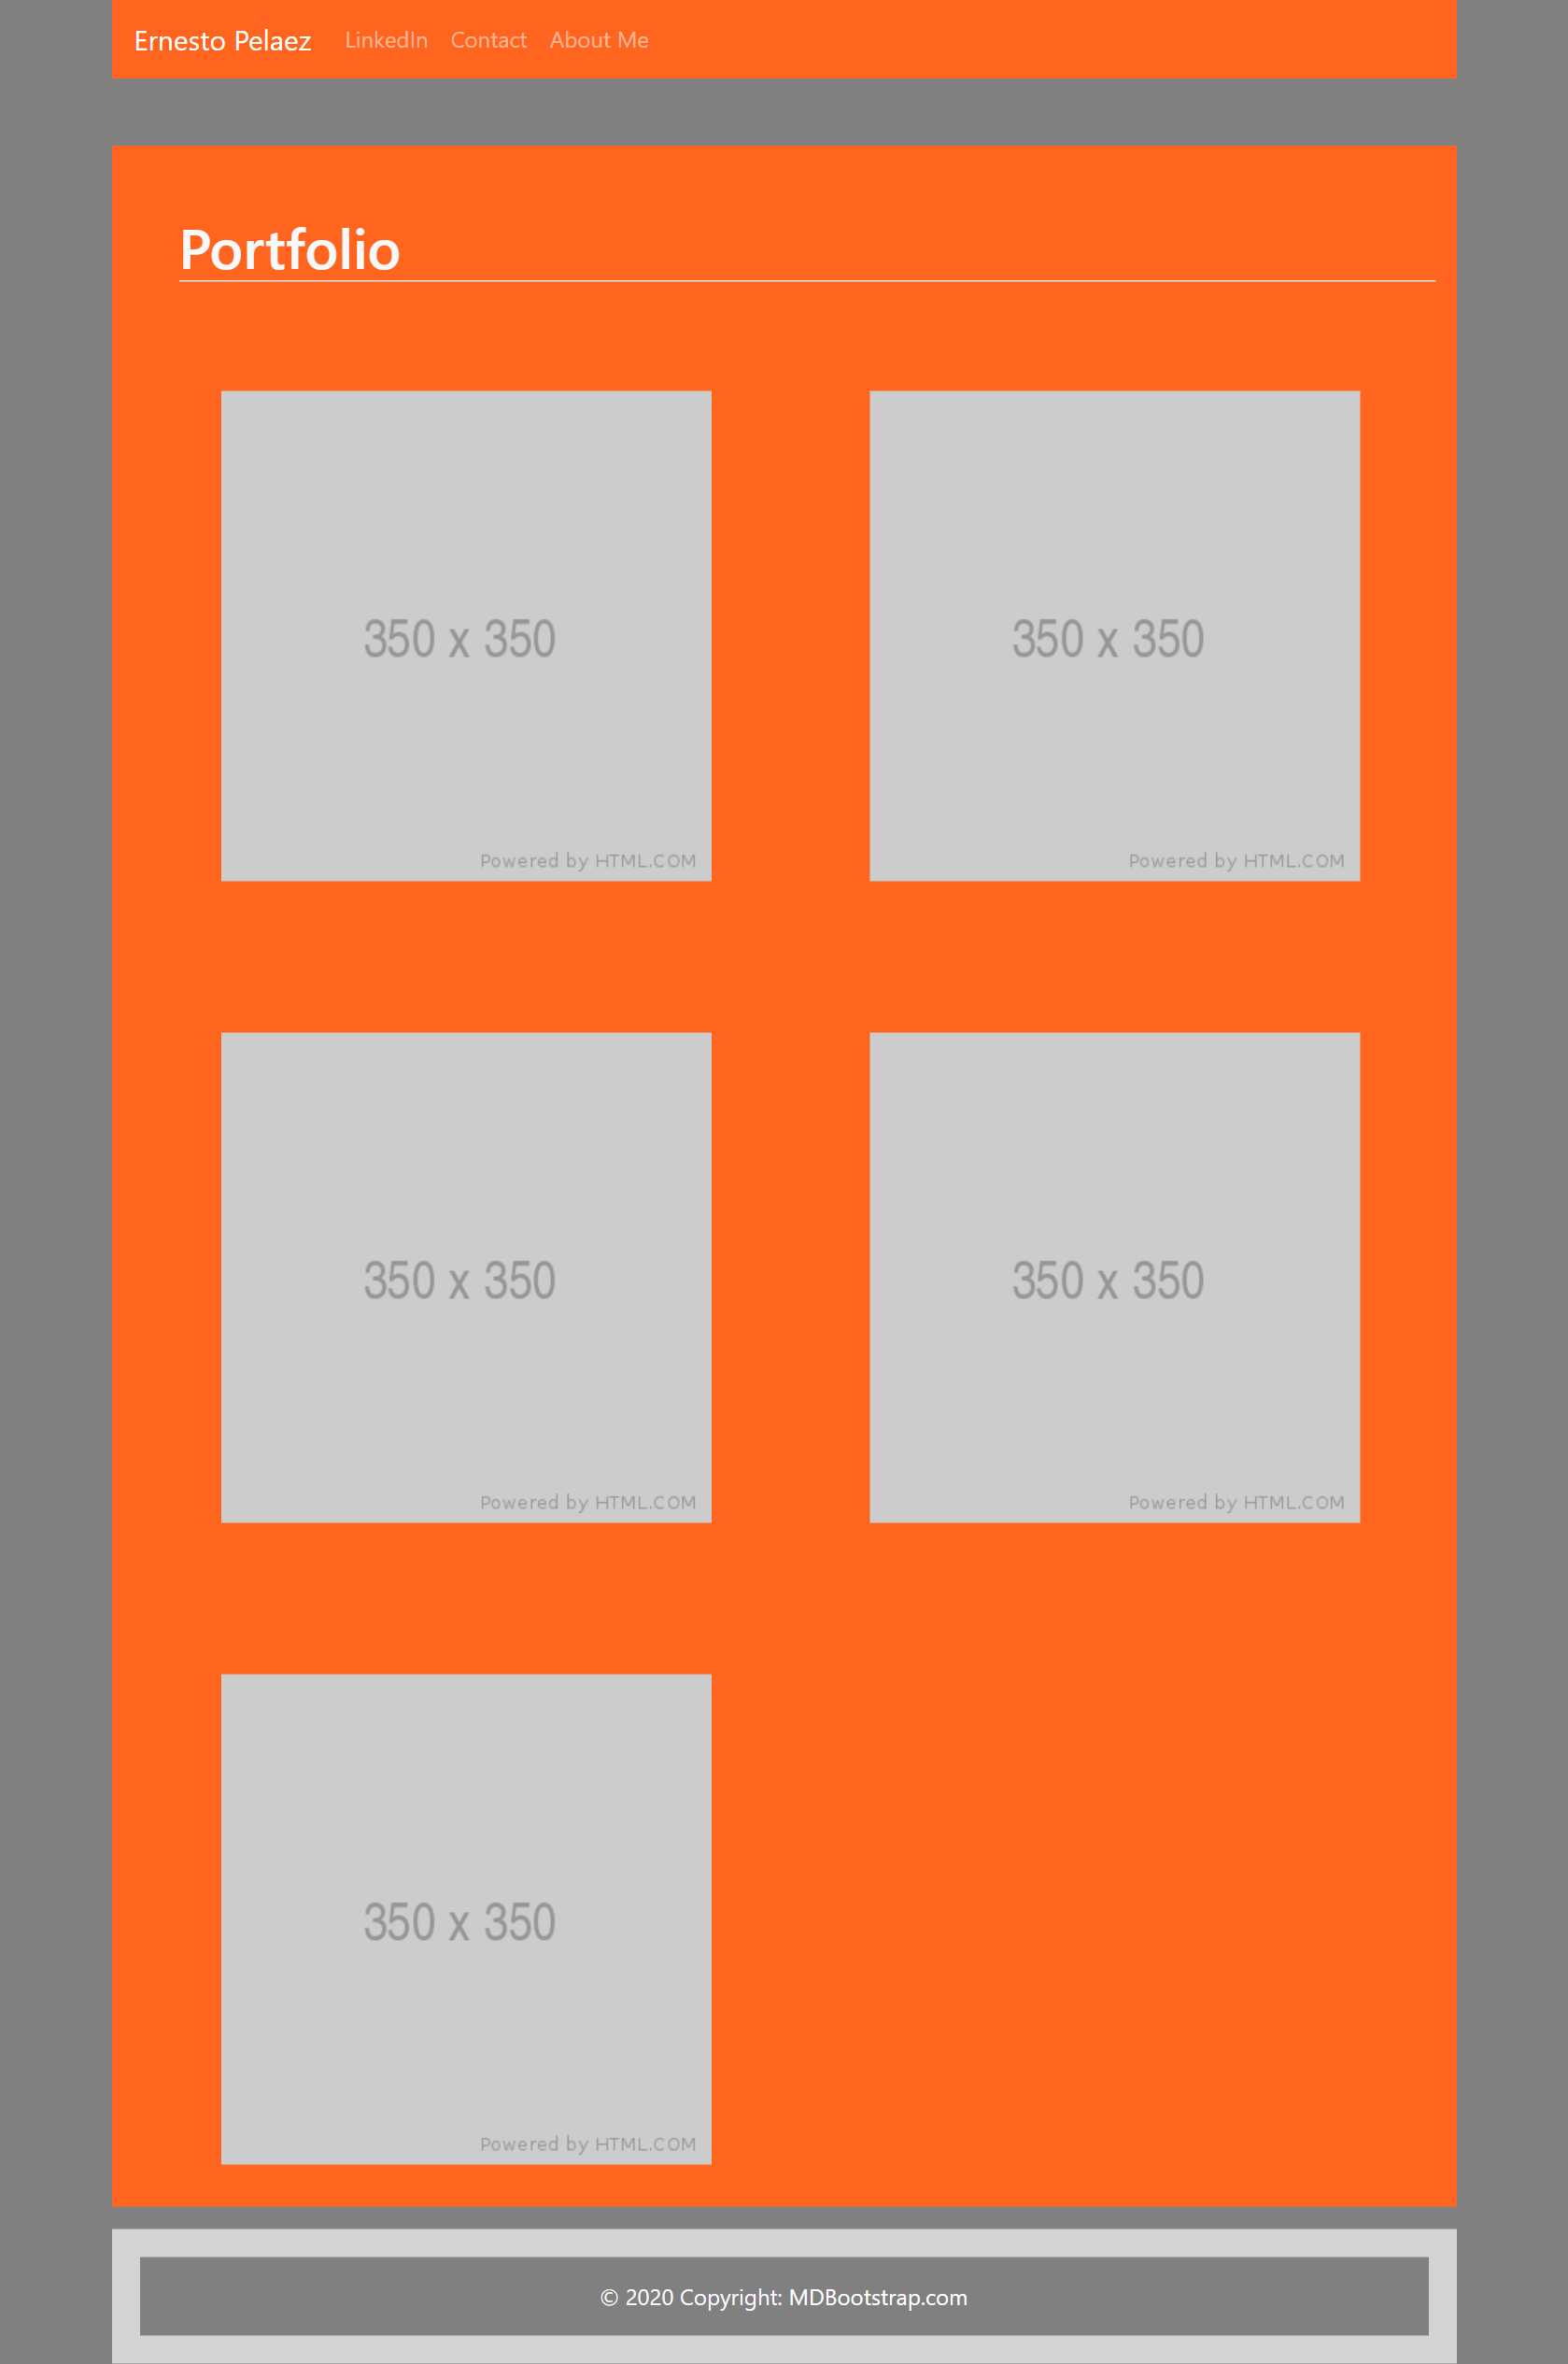 Ernesto Pelaez LinkedIn Contact About Me
Portfolio
350 x 350 350 x 350
Powered by HTML.COM Powered by HTML.COM
350 x 350 350 x 350
Powered by HTML.COM Powered by HTML.COM
350 x 350
Powered by HTML.COM
© 2020 Copyright: MDBootstrap.com